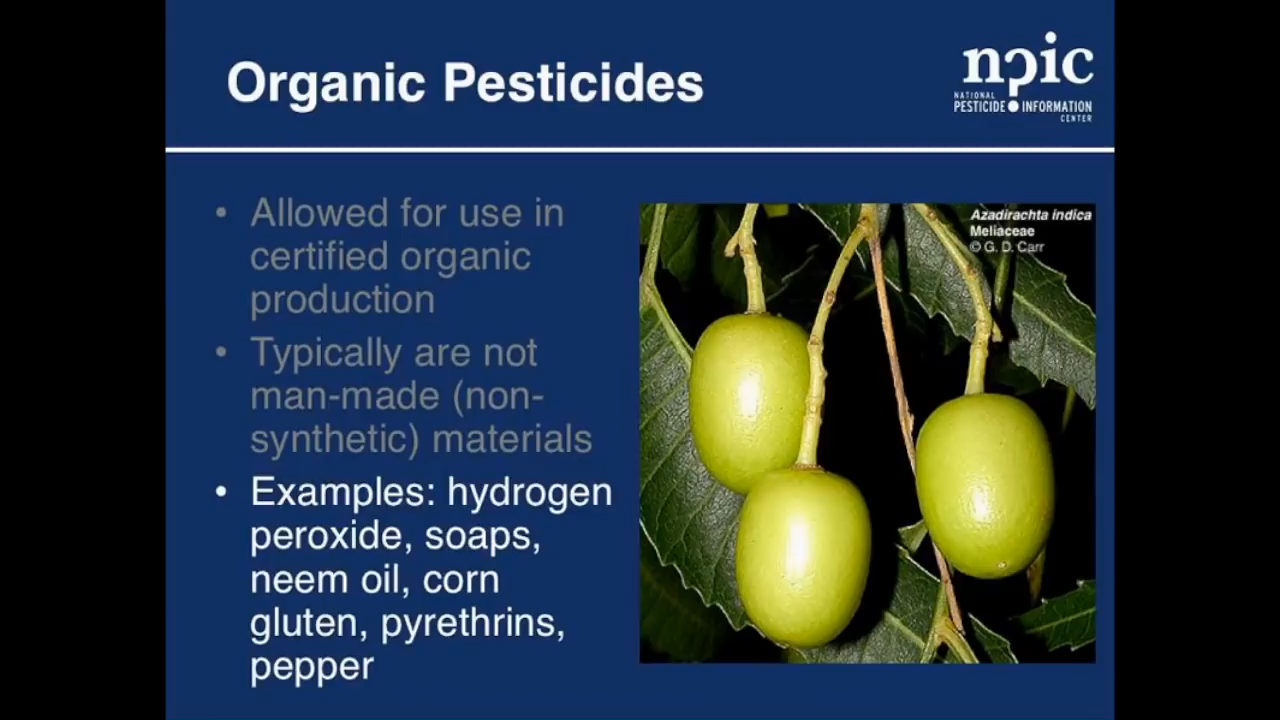 Organic Pesticides
npic
NATIONAL
PESTICIDE INFORMATION
CENTER
• Allowed for use in
certified organic
production
• Typically are not
man-made (non-
synthetic) materials
• Examples: hydrogen
peroxide, soaps,
neem oil, corn
gluten, pyrethrins,
pepper
Azadirachta indica
Meliaceae
© G. D. Carr